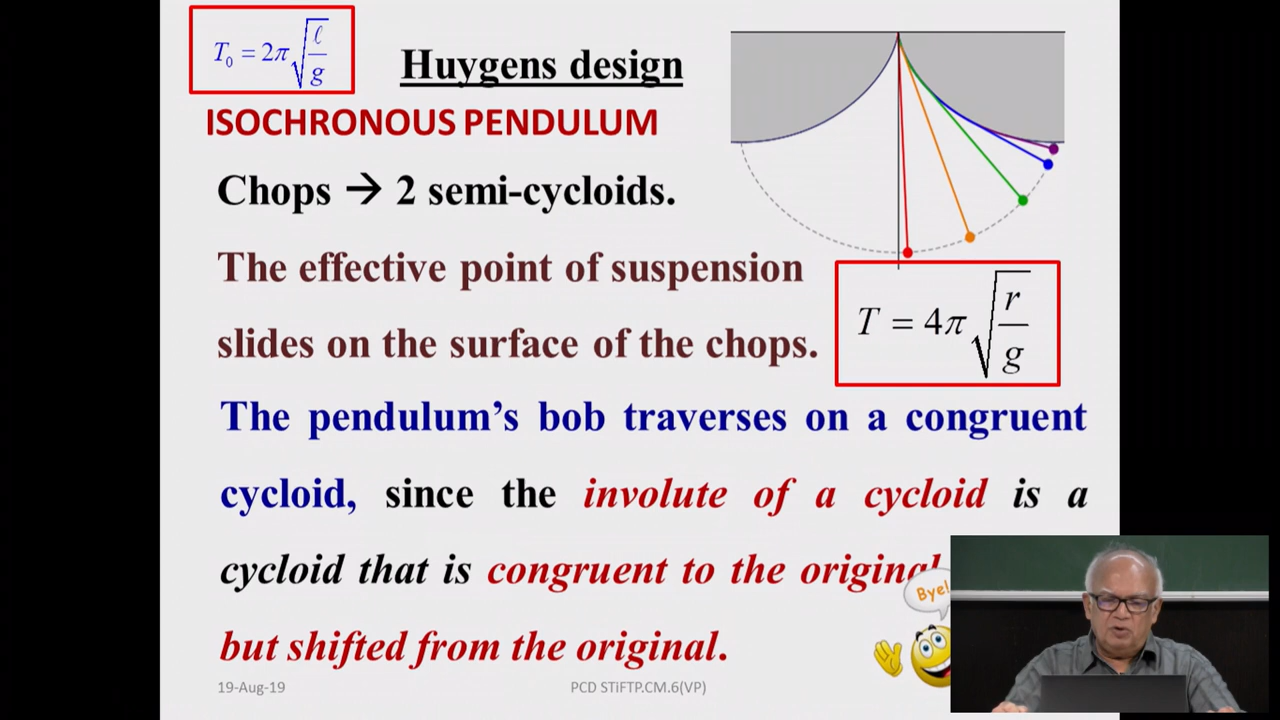 T₀ = 2π√(ℓ/g)
Huygens design
ISOCHRONOUS PENDULUM
Chops → 2 semi-cycloids.
The effective point of suspension
slides on the surface of the chops.
T = 4π√(r/g)
The pendulum’s bob traverses on a congruent
cycloid, since the involute of a cycloid is a
cycloid that is congruent to the original
but shifted from the original.
Bye!
19-Aug-19
PCD STiFTP.CM.6(VP)